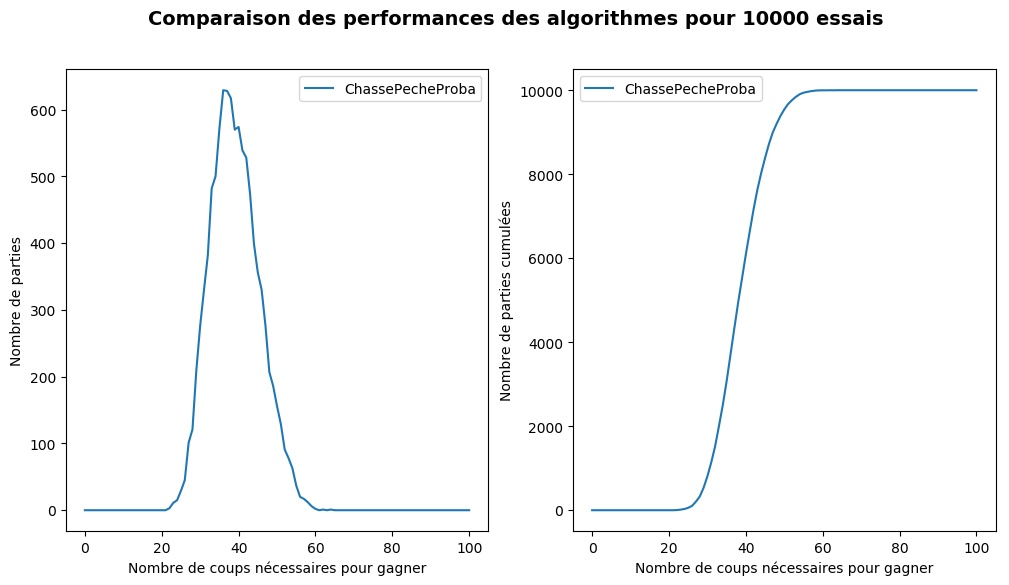 Comparaison des performances des algorithmes pour 10000 essais
ChassePecheProba
600
500
400
300
200
100
0
Nombre de parties
0 20 40 60 80 100
Nombre de coups nécessaires pour gagner
ChassePecheProba
10000
8000
6000
4000
2000
0
Nombre de parties cumulées
0 20 40 60 80 100
Nombre de coups nécessaires pour gagner